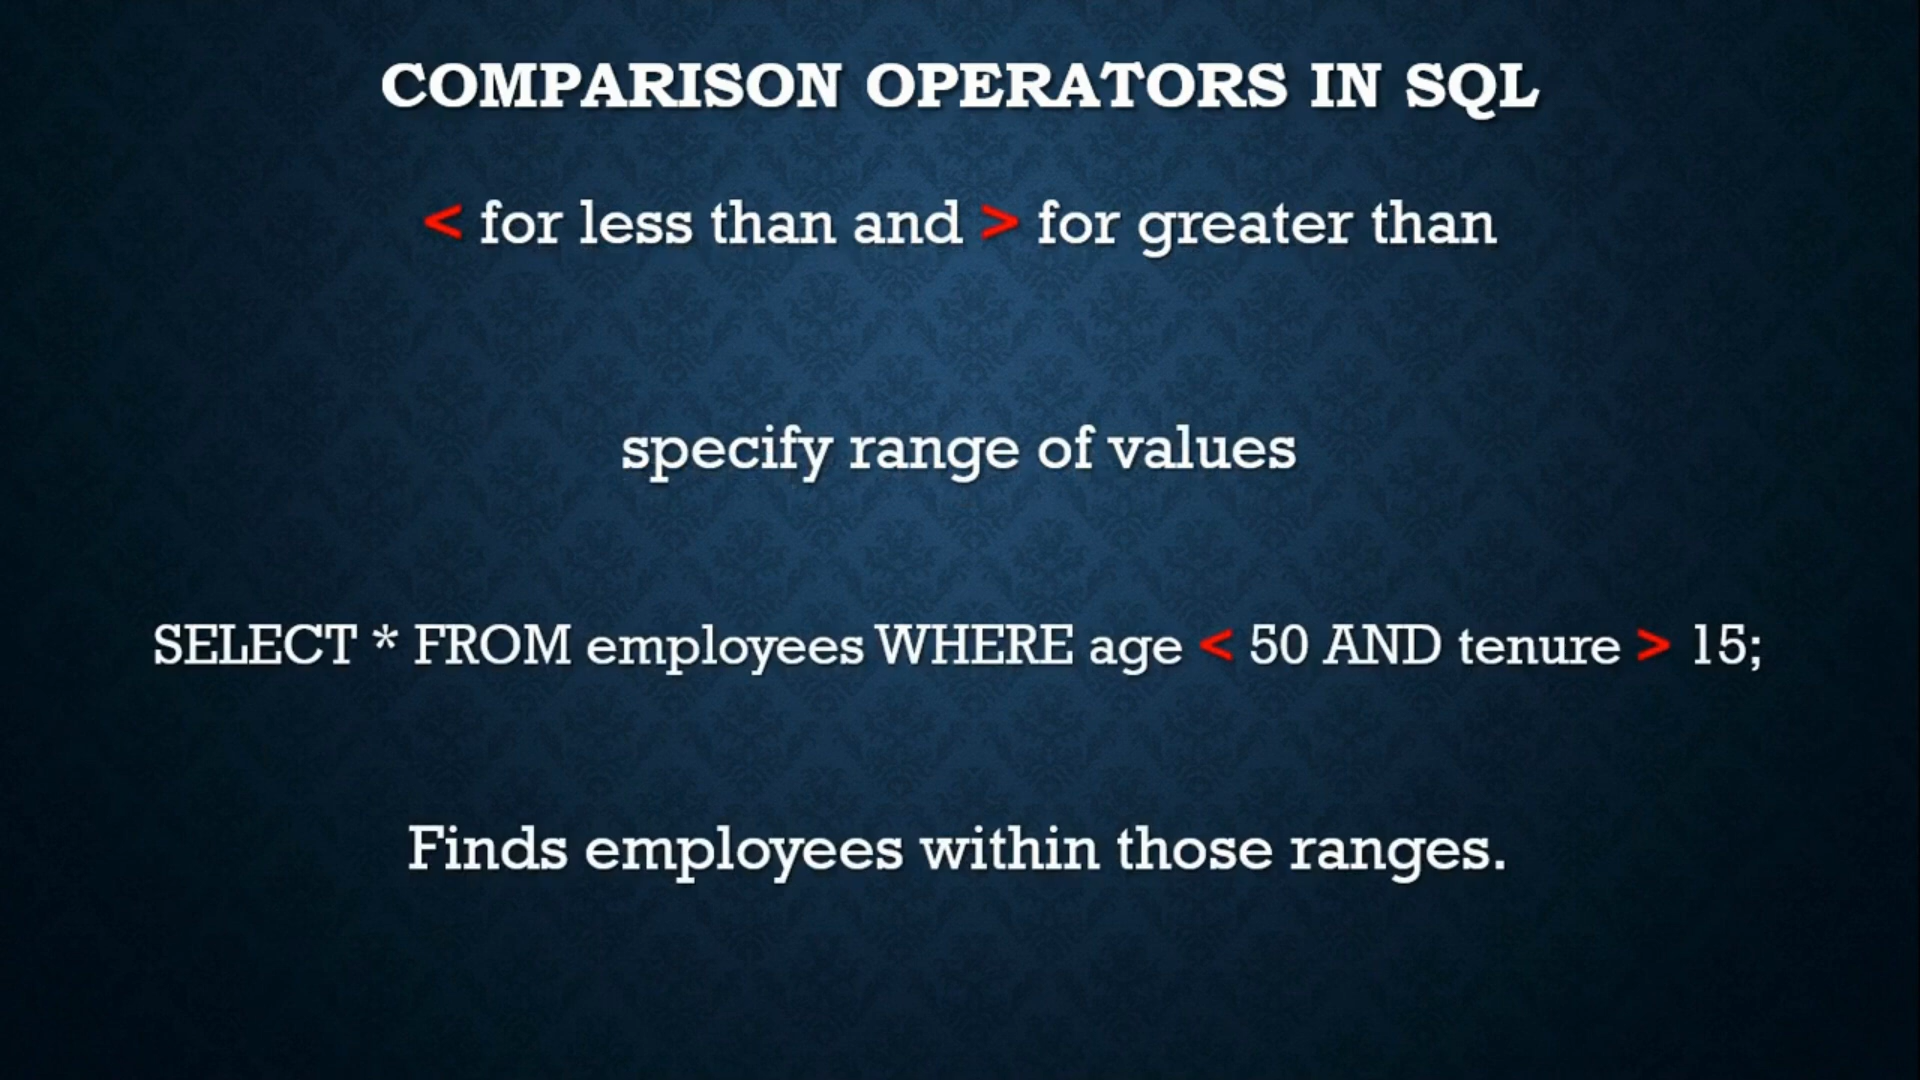 COMPARISON OPERATORS IN SQL
< for less than and > for greater than
specify range of values
SELECT * FROM employees WHERE age < 50 AND tenure > 15;
Finds employees within those ranges.